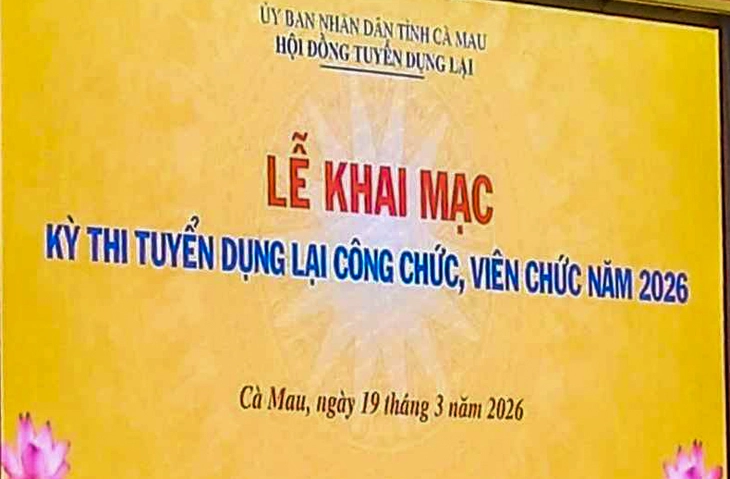 ỦY BAN NHÂN DÂN TỈNH CÀ MAU
HỘI ĐỒNG TUYỂN DỤNG LẠI
LỄ KHAI MẠC
KỲ THI TUYỂN DỤNG LẠI CÔNG CHỨC, VIÊN CHỨC NĂM 2026
Cà Mau, ngày 19 tháng 3 năm 2026